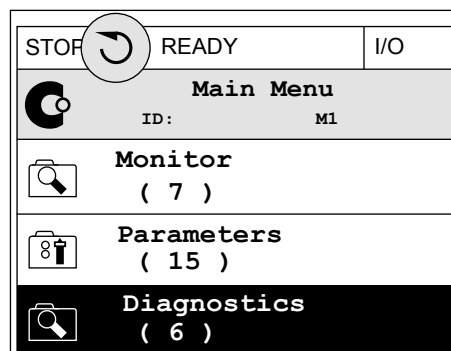 STOP READY I/O
Main Menu
ID: M1
Monitor
( 7 )
Parameters
( 15 )
Diagnostics
( 6 )